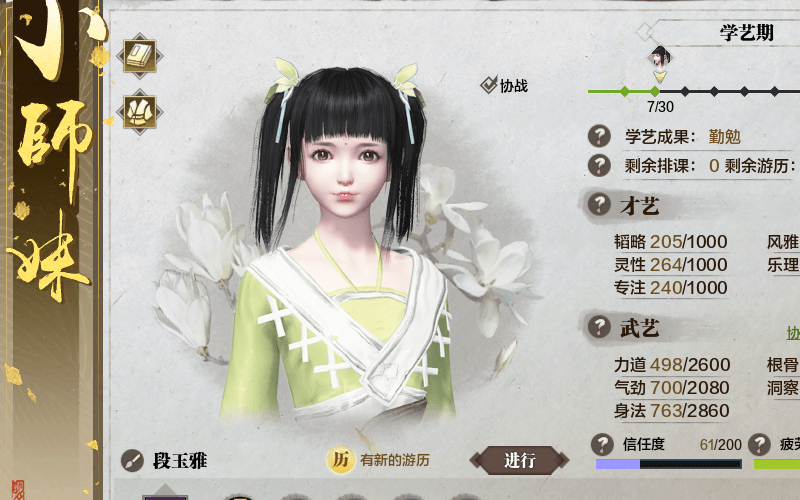 小師妹
学艺期
协战
7/30
学艺成果： 勤勉
剩余排课： 0 剩余游历：
才艺
韬略 205/1000 风雅
灵性 264/1000 乐理
专注 240/1000
武艺
协
力道 498/2600 根骨
气劲 700/2080 洞察
身法 763/2860
信任度 61/200
段玉雅
历 有新的游历
进行